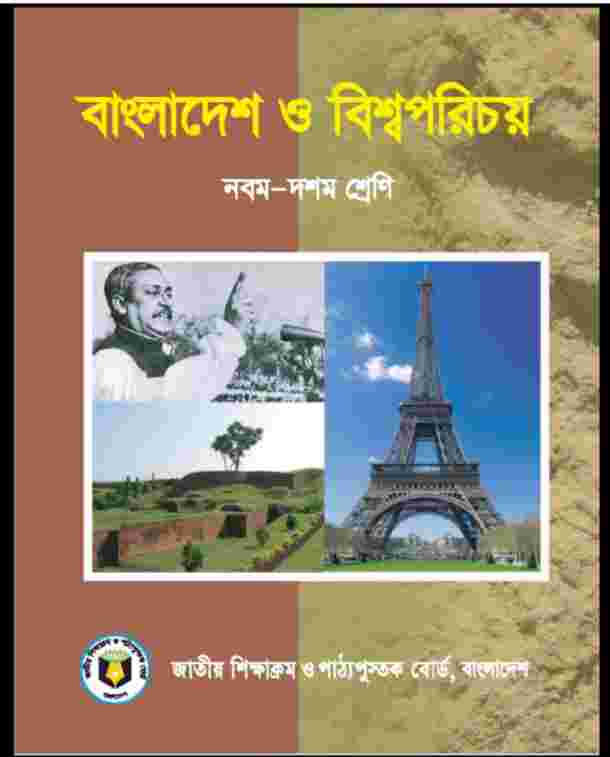 বাংলাদেশ ও বিশ্বপরিচয়
নবম-দশম শ্রেণি
জাতীয় শিক্ষাক্রম ও পাঠ্যপুস্তক বোর্ড, বাংলাদেশ